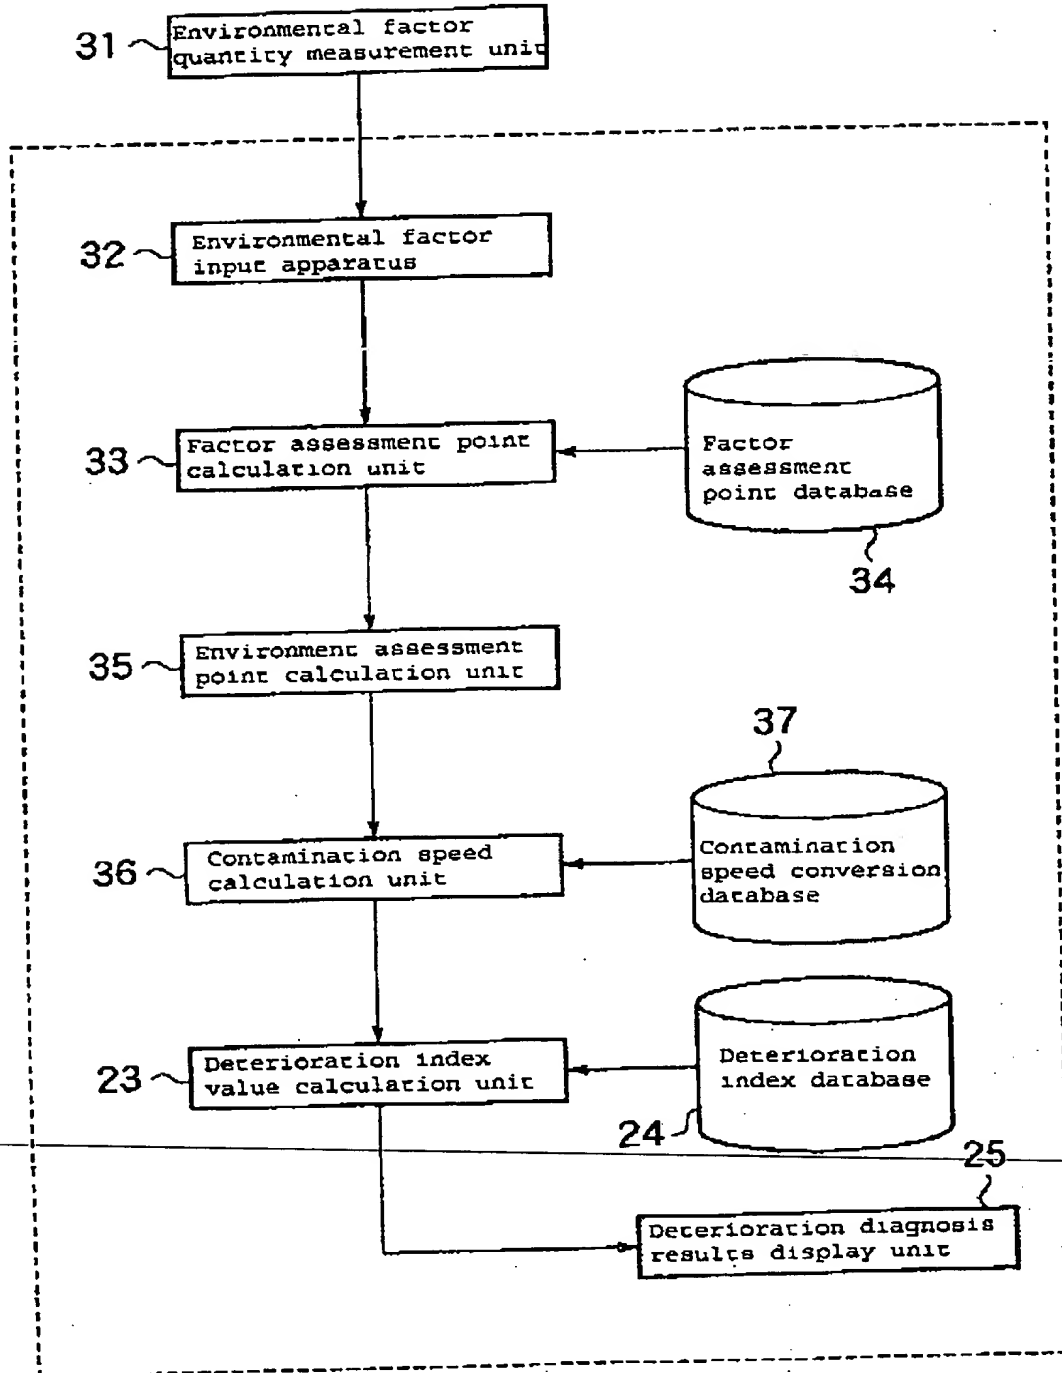 31
Environmental factor
quantity measurement unit
32
Environmental factor
input apparatus
33
Factor assessment point
calculation unit
Factor
assessment
point database
34
35
Environment assessment
point calculation unit
37
36
Contamination speed
calculation unit
Contamination
speed conversion
database
23
Deterioration index
value calculation unit
Deterioration
index database
24
25
Deterioration diagnosis
results display unit